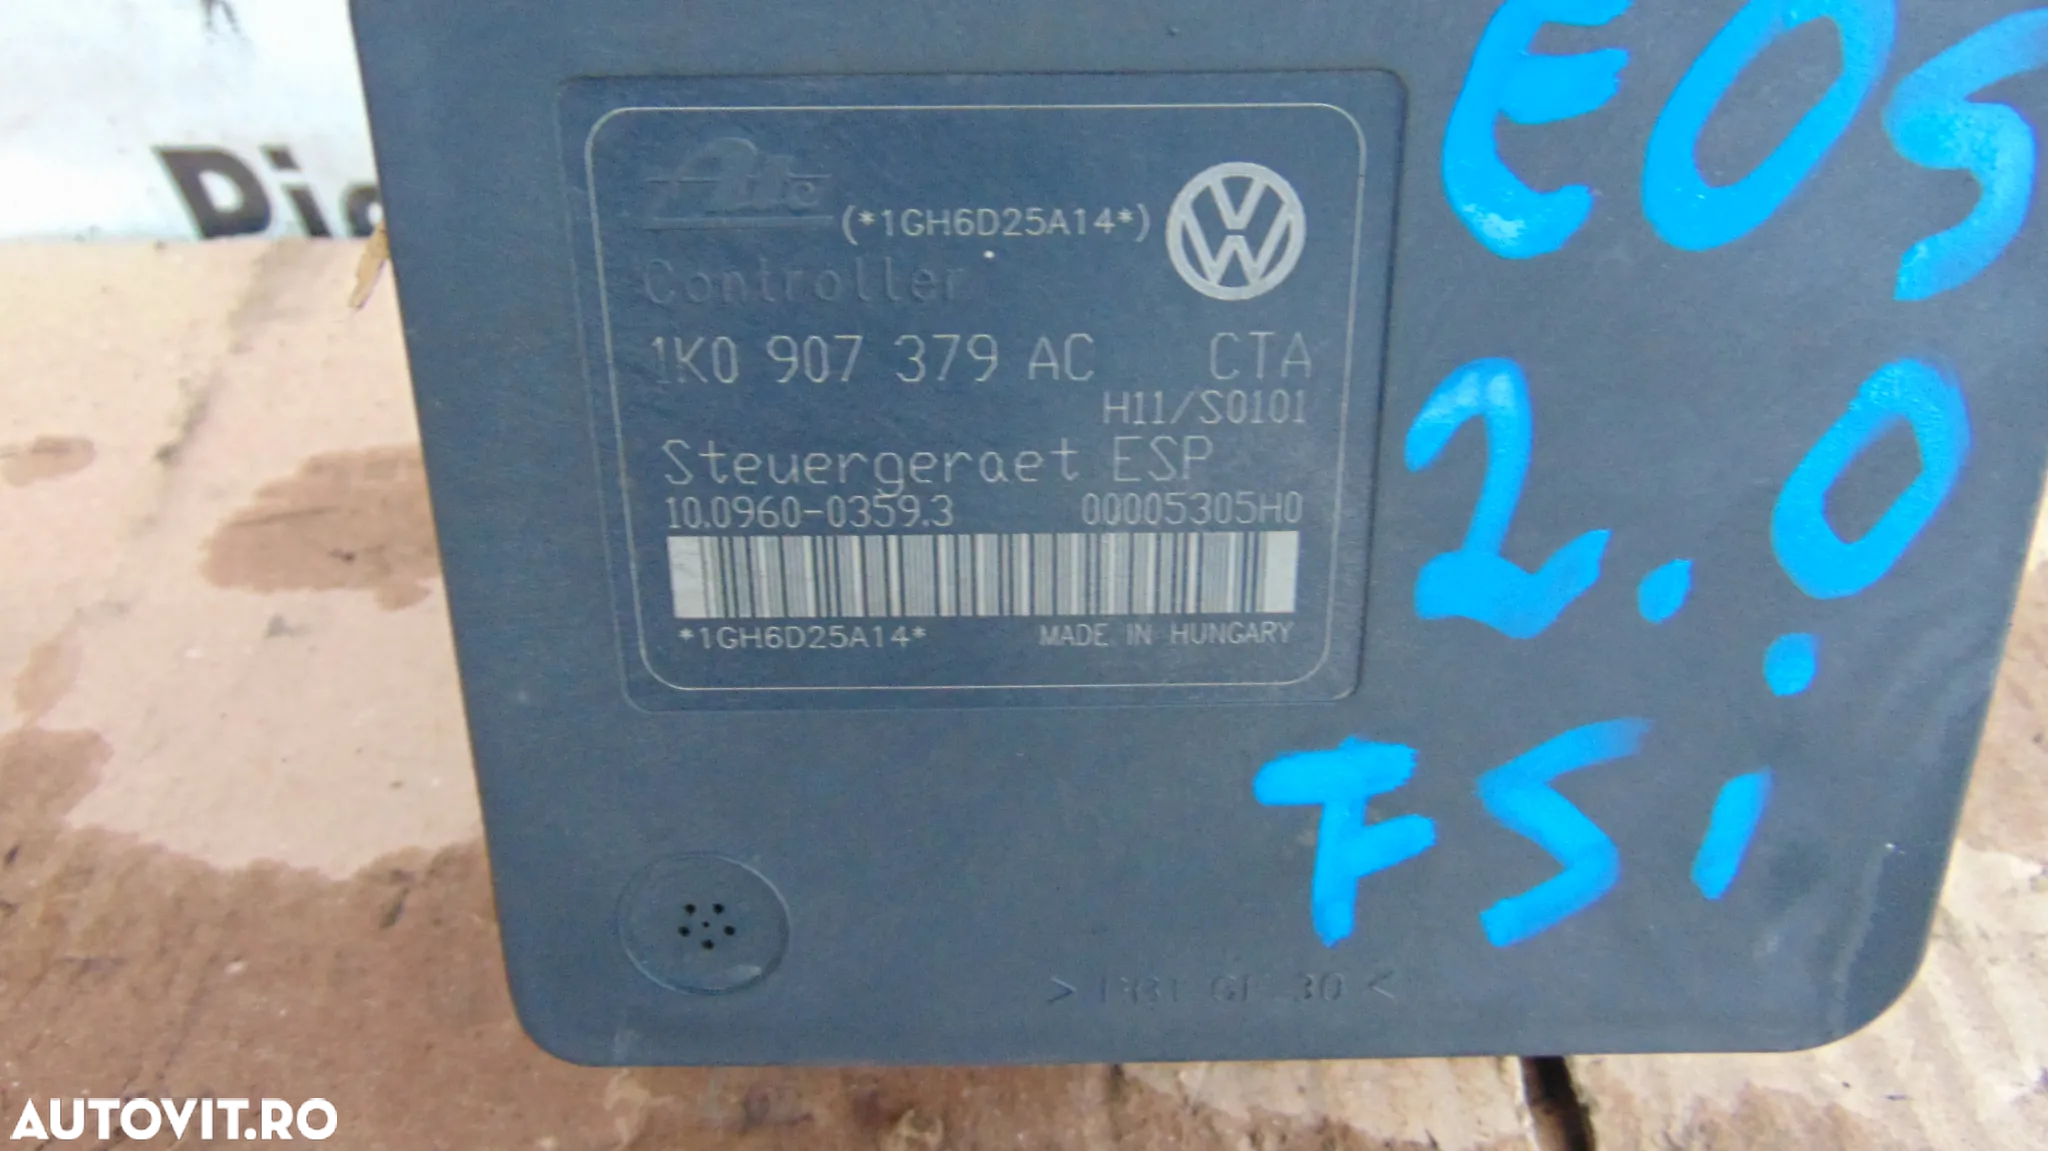 Ate
(*1GH6D25A14*)
Controller
1K0 907 379 AC CTA
H11/S0101
Steuergeraet ESP
10.0960-0359.3 00005305H0
*1GH6D25A14* MADE IN HUNGARY
EOS
2.0
FSi
AUTOVIT.RO